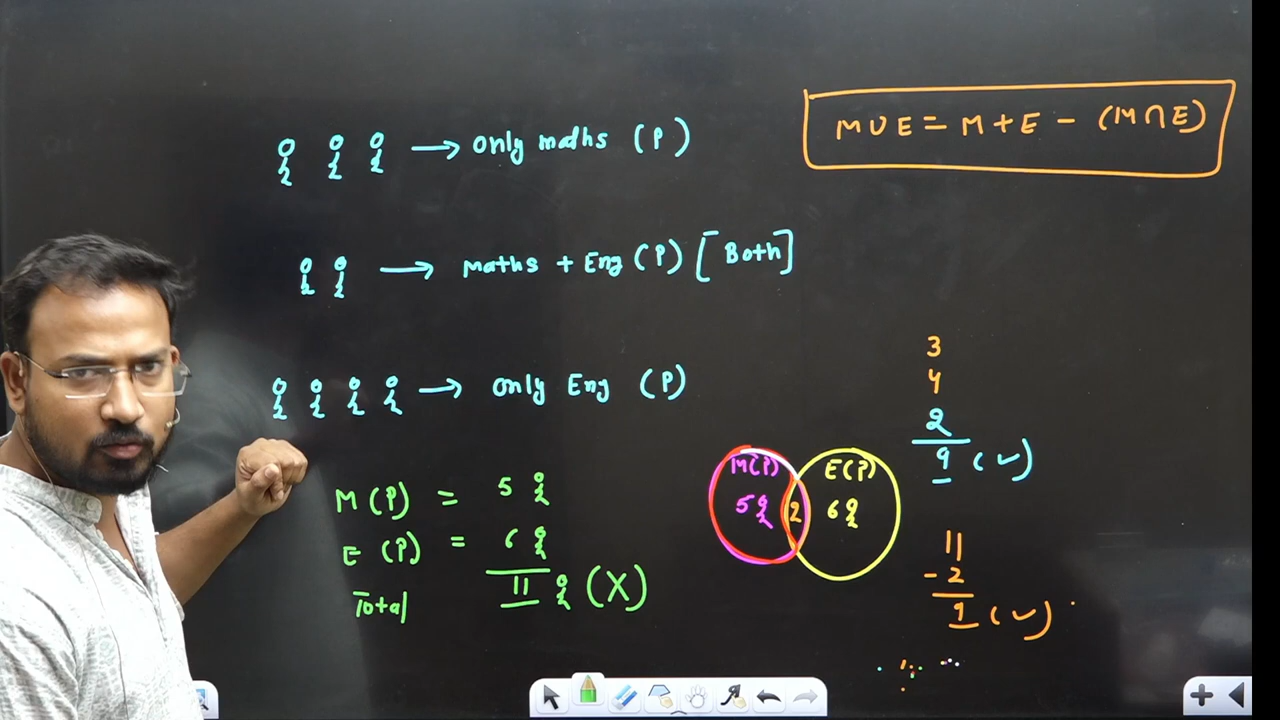 M∪E = M+E - (M∩E)
→ only maths (P)
→ maths + Eng (P) [Both]
→ only Eng (P)
M (P) = 5
E (P) = 6
Total 11 (X)
M(P) E(P)
5 2 6
3
4
2
9 (✓)
11
-2
9 (✓)